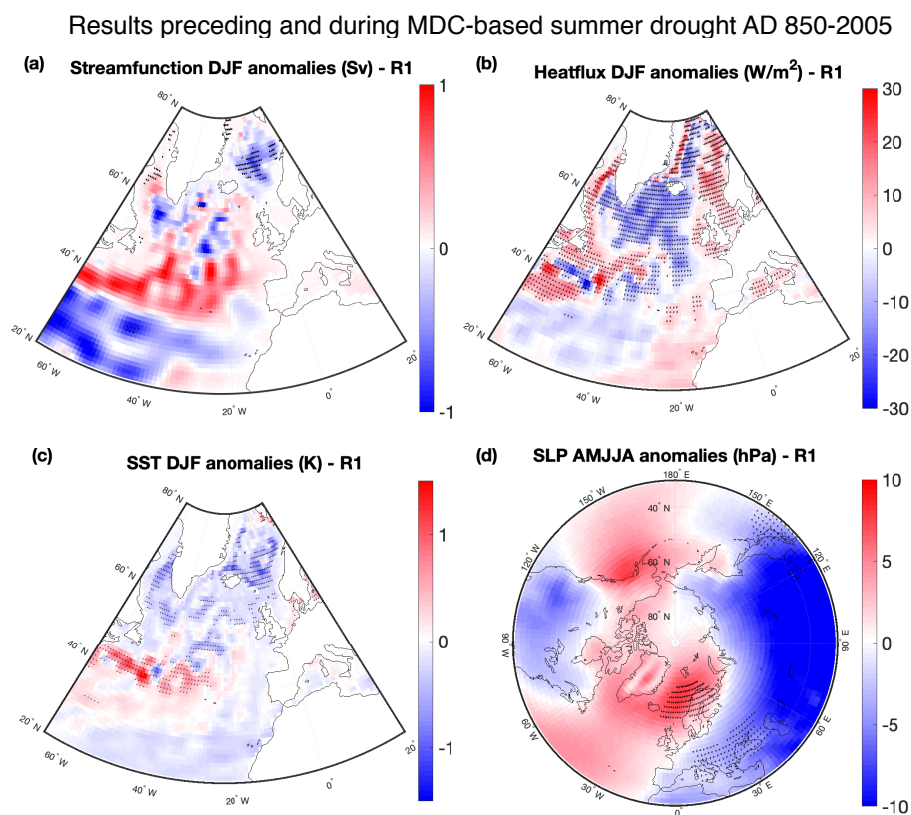 Results preceding and during MDC-based summer drought AD 850-2005
(a) Streamfunction DJF anomalies (Sv) - R1
80° N
60° N
40° N
20° N
60° W
40° W
20° W
0°
20°
1
0
-1
(b) Heatflux DJF anomalies (W/m²) - R1
80° N
60° N
40° N
20° N
60° W
40° W
20° W
0°
20°
30
20
10
0
-10
-20
-30
(c) SST DJF anomalies (K) - R1
80° N
60° N
40° N
20° N
60° W
40° W
20° W
0°
20°
1
0
-1
(d) SLP AMJJA anomalies (hPa) - R1
180° E
150° W
150° E
120° W
120° E
90° W
90° E
60° W
60° E
30° W
30° E
0°
40° N
60° N
80° N
10
5
0
-5
-10